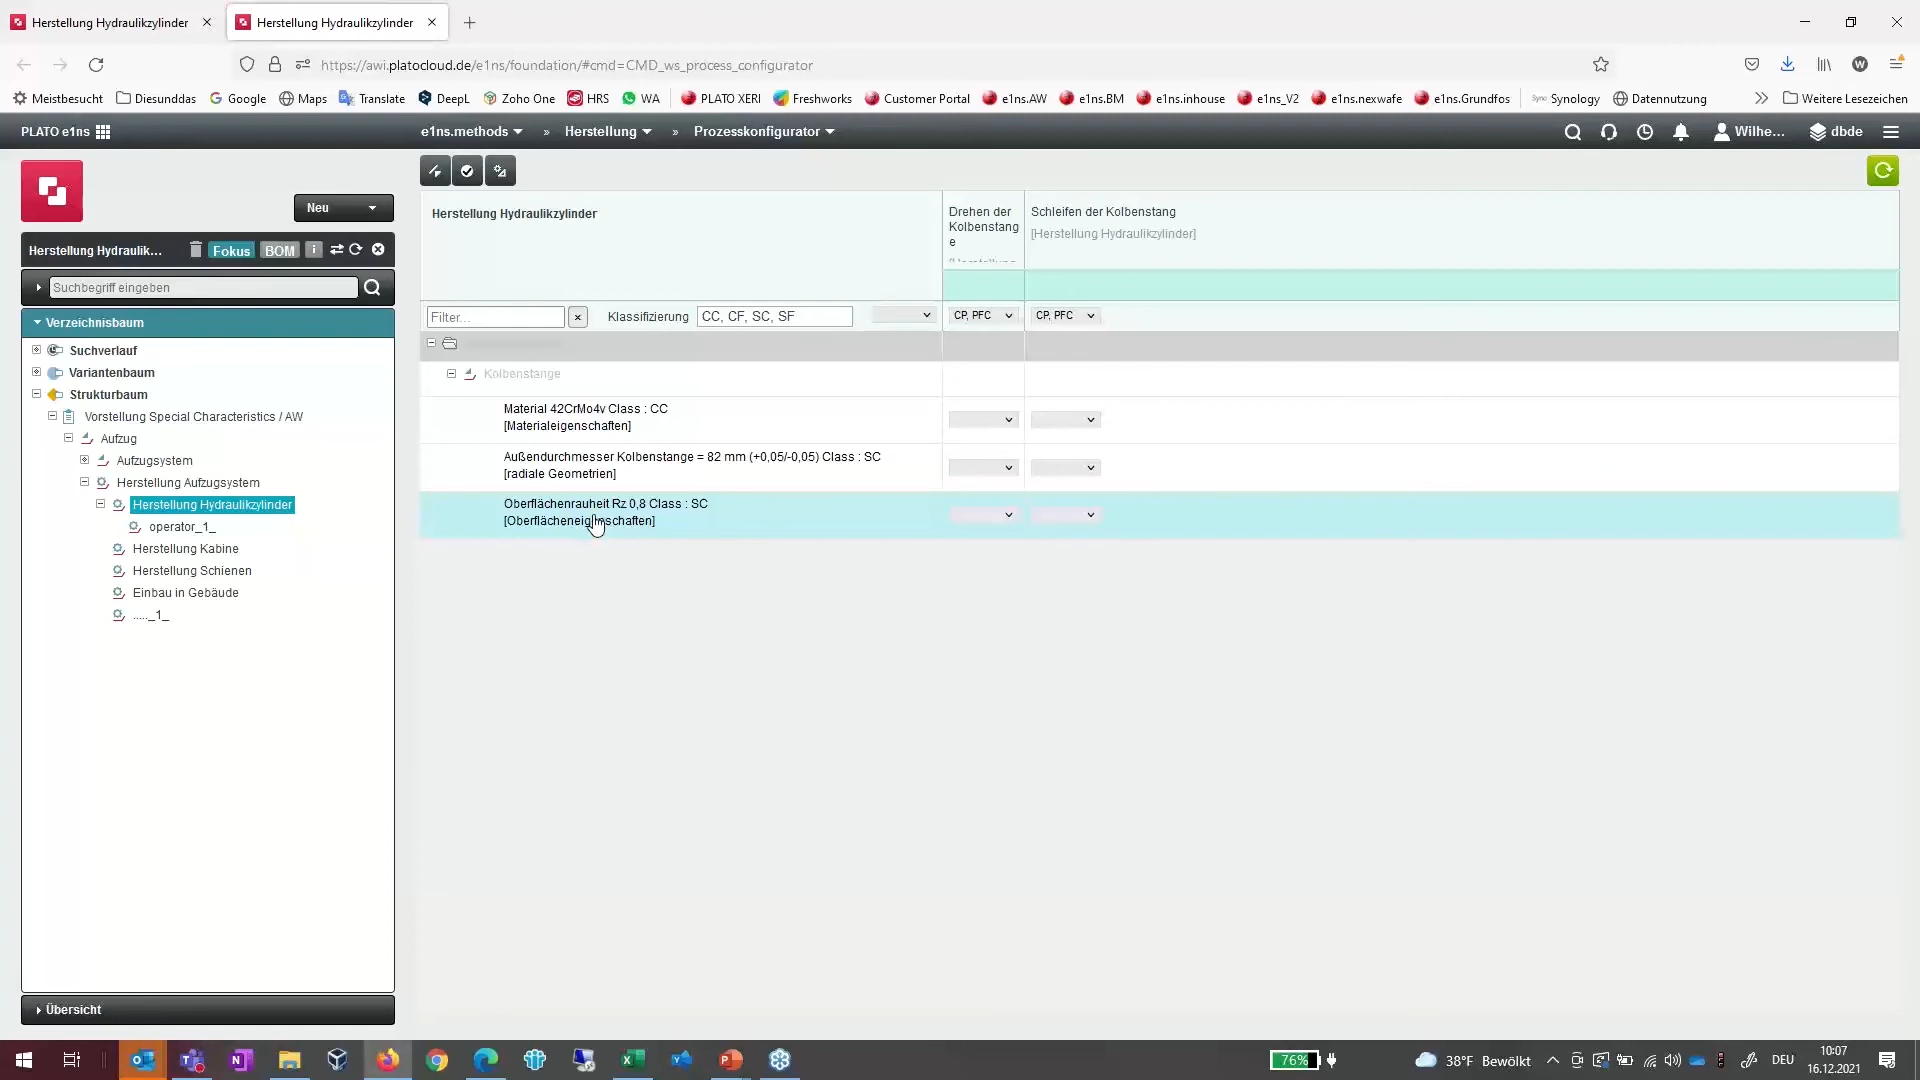 Herstellung Hydraulikzylinder
Herstellung Hydraulikzylinder
https://awi.platocloud.de/e1ns/foundation/#cmd=CMD_ws_process_configurator
W
Meistbesucht
Diesunddas
Google
Maps
Translate
DeepL
Zoho One
HRS
WA
PLATO XERI
Freshworks
Customer Portal
e1ns.AW
e1ns.BM
e1ns.inhouse
e1ns_V2
e1ns.nexwafe
e1ns.Grundfos
Sync Synology
Datennutzung
Weitere Lesezeichen
PLATO e1ns
e1ns.methods » Herstellung » Prozesskonfigurator
Wilhe...
dbde
Neu
Herstellung Hydraulik...
Fokus
BOM
i
Suchbegriff eingeben
Verzeichnisbaum
Suchverlauf
Variantenbaum
Strukturbaum
Vorstellung Special Characteristics / AW
Aufzug
Aufzugsystem
Herstellung Aufzugsystem
Herstellung Hydraulikzylinder
operator_1_
Herstellung Kabine
Herstellung Schienen
Einbau in Gebäude
....._1_
Übersicht
Herstellung Hydraulikzylinder
Drehen der
Kolbenstang
e
Schleifen der Kolbenstang
[Herstellung Hydraulikzylinder]
Filter...
Klassifizierung
CC, CF, SC, SF
CP, PFC
CP, PFC
Kolbenstange
Material 42CrMo4v Class : CC
[Materialeigenschaften]
Außendurchmesser Kolbenstange = 82 mm (+0,05/-0,05) Class : SC
[radiale Geometrien]
Oberflächenrauheit Rz 0,8 Class : SC
[Oberflächeneigenschaften]
76%
38°F Bewölkt
DEU
10:07
16.12.2021